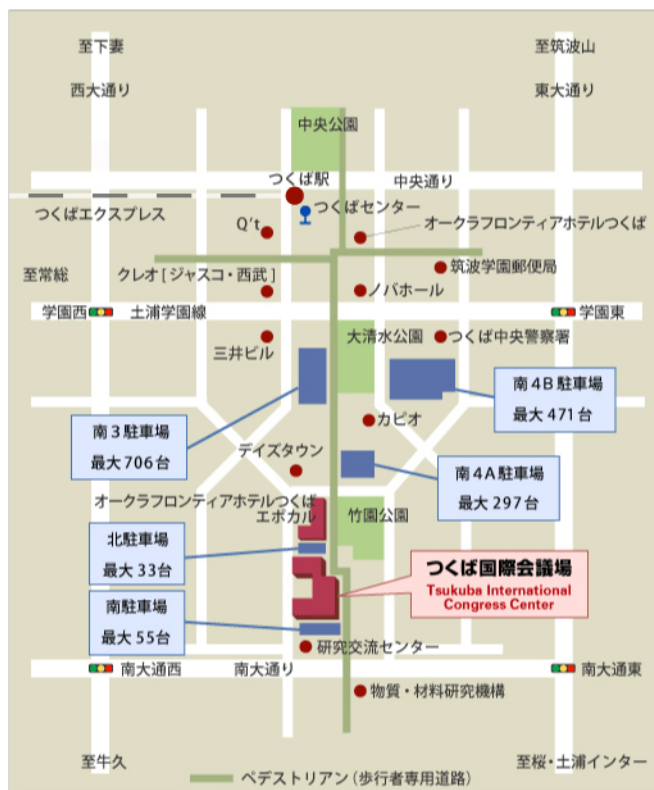 至下妻
至筑波山
西大通り
東大通り
中央公園
つくば駅
中央通り
つくばエクスプレス
つくばセンター
Q't
オークラフロンティアホテルつくば
至常総
クレオ [ ジャスコ・西武 ]
筑波学園郵便局
ノバホール
学園西
土浦学園線
学園東
三井ビル
大清水公園
つくば中央警察署
南4B駐車場
最大 471 台
南3駐車場
最大 706 台
カピオ
デイズタウン
南4A駐車場
最大 297 台
オークラフロンティアホテルつくば
エポカル
竹園公園
北駐車場
最大 33台
つくば国際会議場
Tsukuba International
Congress Center
南駐車場
最大 55台
研究交流センター
南大通西
南大通り
南大通東
物質・材料研究機構
至牛久
至桜・土浦インター
ペデストリアン(歩行者専用道路)